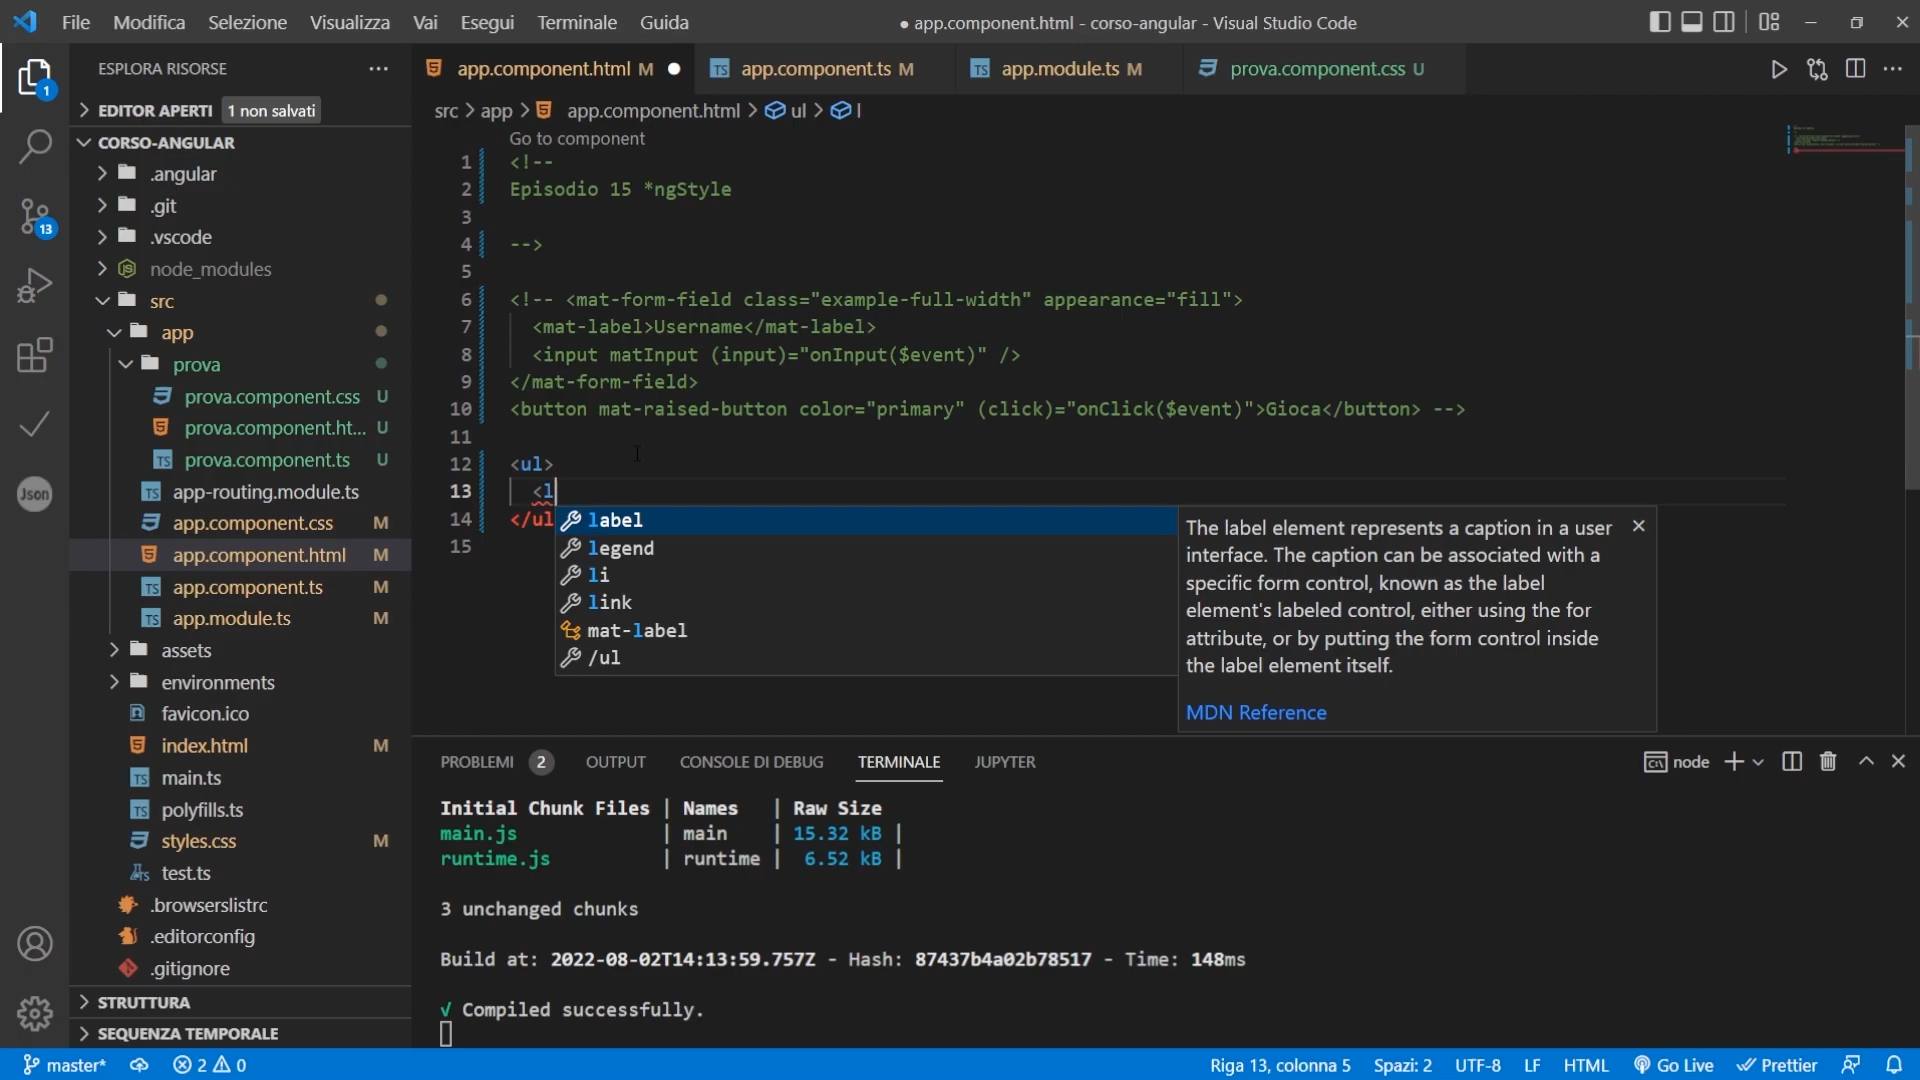 File Modifica Selezione Visualizza Vai Esegui Terminale Guida
● app.component.html - corso-angular - Visual Studio Code
ESPLORA RISORSE
EDITOR APERTI 1 non salvati
CORSO-ANGULAR
.angular
.git
.vscode
node_modules
src
app
prova
prova.component.css U
prova.component.ht... U
prova.component.ts U
app-routing.module.ts
app.component.css M
app.component.html M
app.component.ts M
app.module.ts M
assets
environments
favicon.ico
index.html M
main.ts
polyfills.ts
styles.css M
test.ts
.browserslistrc
.editorconfig
.gitignore
STRUTTURA
SEQUENZA TEMPORALE
1
13
Json
app.component.html M
TS app.component.ts M
TS app.module.ts M
prova.component.css U
src > app > app.component.html > ul > l
Go to component
1 <!--
2 Episodio 15 *ngStyle
3
4 -->
5
6 <!-- <mat-form-field class="example-full-width" appearance="fill">
7 <mat-label>Username</mat-label>
8 <input matInput (input)="onInput($event)" />
9 </mat-form-field>
10 <button mat-raised-button color="primary" (click)="onClick($event)">Gioca</button> -->
11
12 <ul>
13 <l
14 </ul
15
label
legend
li
link
mat-label
/ul
The label element represents a caption in a user
interface. The caption can be associated with a
specific form control, known as the label
element's labeled control, either using the for
attribute, or by putting the form control inside
the label element itself.
MDN Reference
PROBLEMI 2 OUTPUT CONSOLE DI DEBUG TERMINALE JUPYTER
node
Initial Chunk Files | Names | Raw Size
main.js | main | 15.32 kB |
runtime.js | runtime | 6.52 kB |
3 unchanged chunks
Build at: 2022-08-02T14:13:59.757Z - Hash: 87437b4a02b78517 - Time: 148ms
√ Compiled successfully.
master* 2 0
Riga 13, colonna 5 Spazi: 2 UTF-8 LF HTML Go Live Prettier